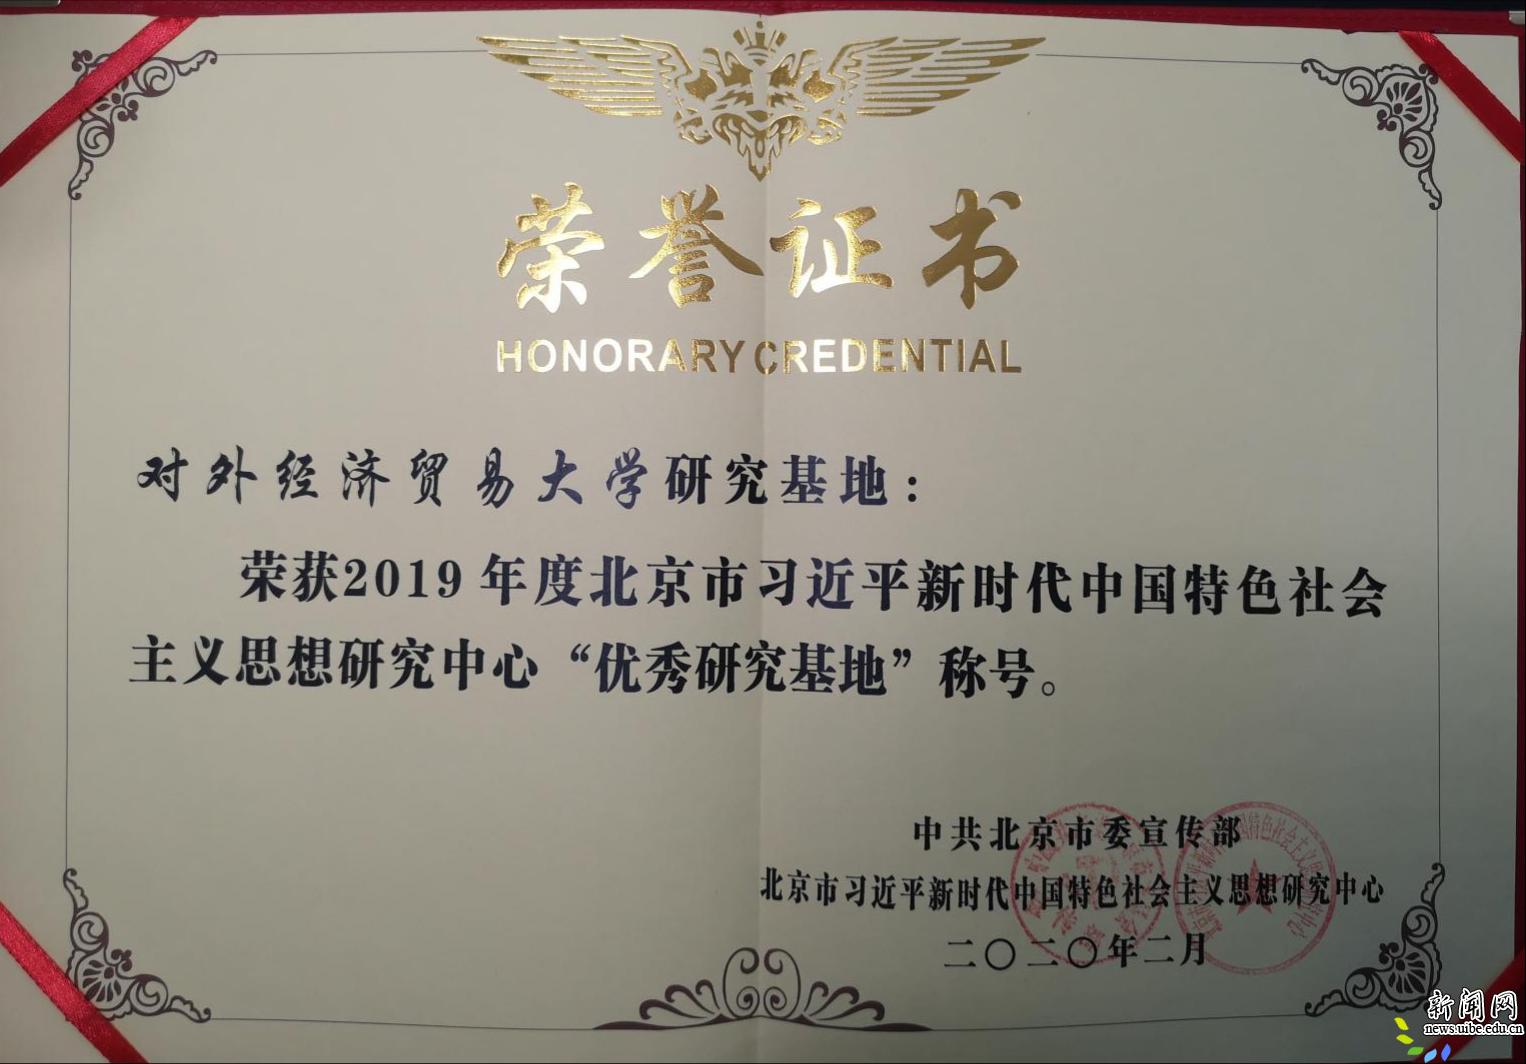 荣誉证书
HONORARY CREDENTIAL
对外经济贸易大学研究基地：
荣获2019年度北京市习近平新时代中国特色社会
主义思想研究中心“优秀研究基地”称号。
中共北京市委宣传部
北京市习近平新时代中国特色社会主义思想研究中心
二〇二〇年二月
新闻网
news.uibe.edu.cn